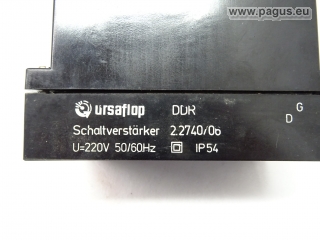 www.pagus.eu
ursaflop DDR
G
D
Schaltverstärker 2.2740/06
U=220V 50/60Hz IP54